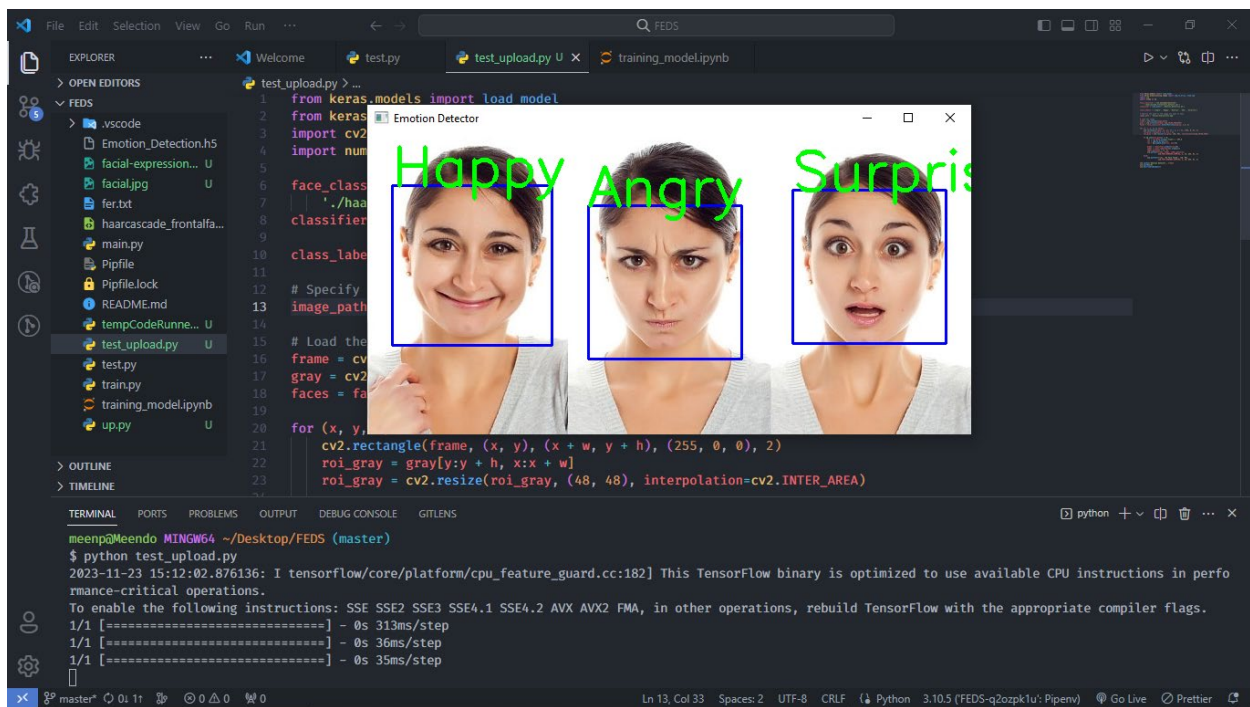 File Edit Selection View Go Run ··· FEDS
EXPLORER ···
Welcome test.py test_upload.py U training_model.ipynb
OPEN EDITORS
FEDS
.vscode
Emotion_Detection.h5
facial-expression... U
facial.jpg U
fer.txt
haarcascade_frontalfa...
main.py
Pipfile
Pipfile.lock
README.md
tempCodeRunne... U
test_upload.py U
test.py
train.py
training_model.ipynb
up.py U
OUTLINE
TIMELINE
test_upload.py > ...
1 from keras.models import load_model
2 from keras
3 import cv2
4 import num
5
6 face_class
7 './haa
8 classifier
9
10 class_labe
11
12 # Specify
13 image_path
14
15 # Load the
16 frame = cv
17 gray = cv2
18 faces = fa
19
20 for (x, y,
21 cv2.rectangle(frame, (x, y), (x + w, y + h), (255, 0, 0), 2)
22 roi_gray = gray[y:y + h, x:x + w]
23 roi_gray = cv2.resize(roi_gray, (48, 48), interpolation=cv2.INTER_AREA)
Emotion Detector
Happy Angry Surpris
TERMINAL PORTS PROBLEMS OUTPUT DEBUG CONSOLE GITLENS python
meenp@Meendo MINGW64 ~/Desktop/FEDS (master)
$ python test_upload.py
2023-11-23 15:12:02.876136: I tensorflow/core/platform/cpu_feature_guard.cc:182] This TensorFlow binary is optimized to use available CPU instructions in perfo
rmance-critical operations.
To enable the following instructions: SSE SSE2 SSE3 SSE4.1 SSE4.2 AVX AVX2 FMA, in other operations, rebuild TensorFlow with the appropriate compiler flags.
1/1 [==============================] - 0s 313ms/step
1/1 [==============================] - 0s 36ms/step
1/1 [==============================] - 0s 35ms/step
master* 0↓ 1↑ 0 0 0 Ln 13, Col 33 Spaces: 2 UTF-8 CRLF Python 3.10.5 ('FEDS-q2ozpk1u': Pipenv) Go Live Prettier